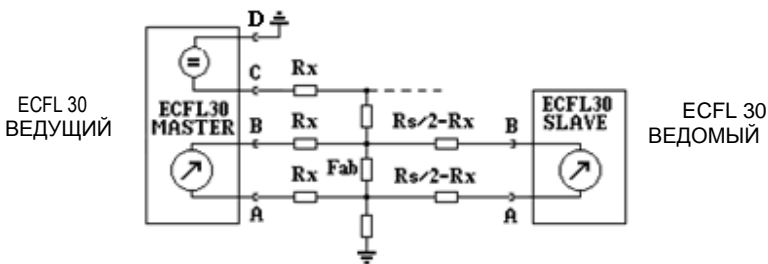 D
C
Rx
ECFL 30
ВЕДУЩИЙ
ECFL30
MASTER
B
Rx
Rs/2-Rx
B
Fab
Rx
Rs/2-Rx
A
A
ECFL30
SLAVE
ECFL 30
ВЕДОМЫЙ